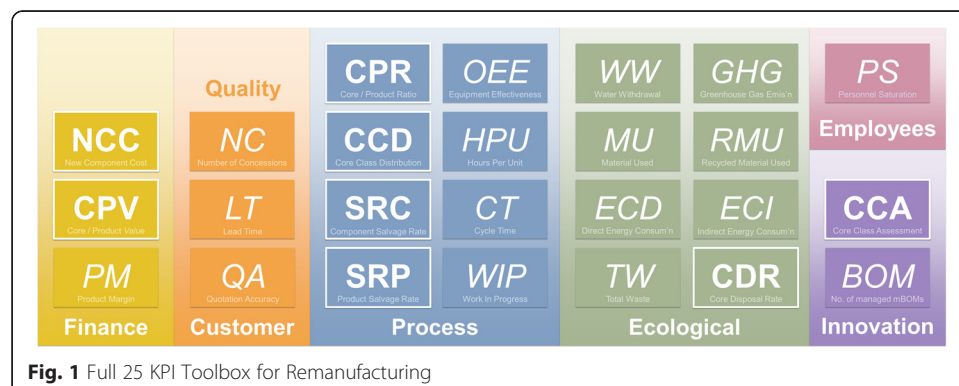 NCC
New Component Cost
CPV
Core / Product Value
PM
Product Margin
Finance
Quality
NC
Number of Concessions
LT
Lead Time
QA
Quotation Accuracy
Customer
CPR
Core / Product Ratio
OEE
Equipment Effectiveness
CCD
Core Class Distribution
HPU
Hours Per Unit
SRC
Component Salvage Rate
CT
Cycle Time
SRP
Product Salvage Rate
WIP
Work In Progress
Process
WW
Water Withdrawal
GHG
Greenhouse Gas Emis'n
MU
Material Used
RMU
Recycled Material Used
ECD
Direct Energy Consum'n
ECI
Indirect Energy Consum'n
TW
Total Waste
CDR
Core Disposal Rate
Ecological
PS
Personnel Saturation
Employees
CCA
Core Class Assessment
BOM
No. of managed mBOMs
Innovation
Fig. 1 Full 25 KPI Toolbox for Remanufacturing